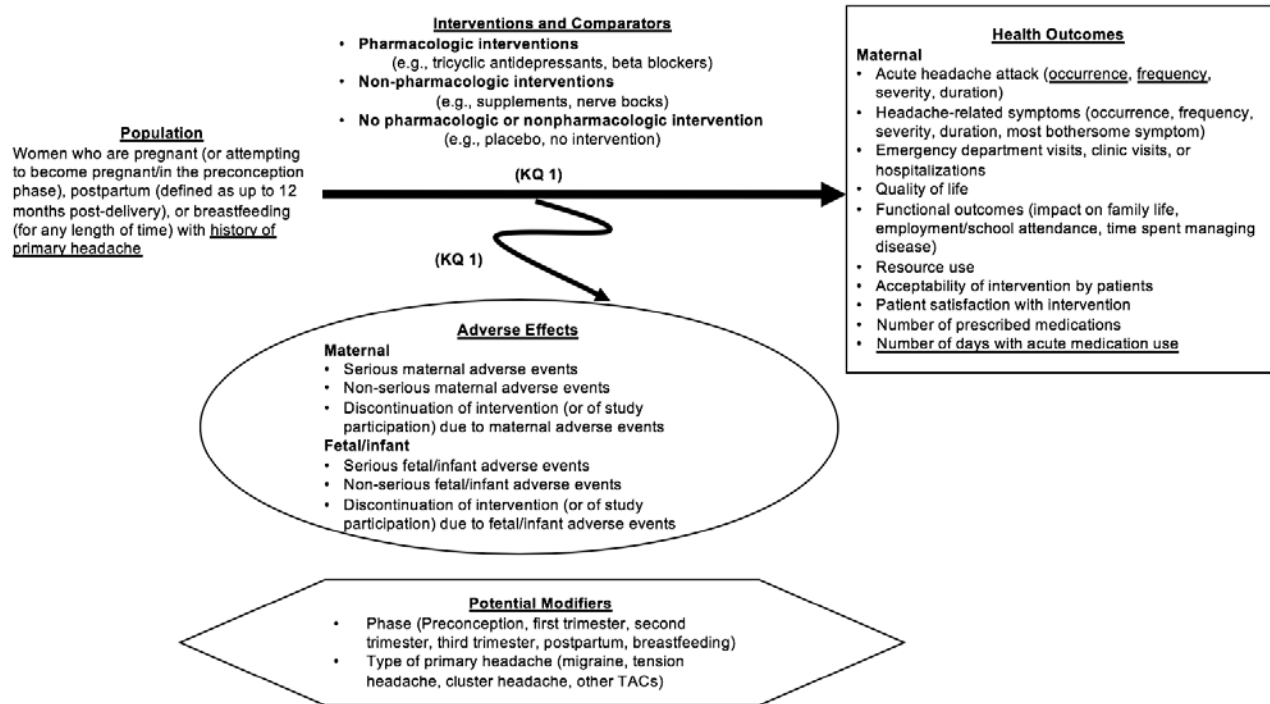 Interventions and Comparators
• Pharmacologic interventions
(e.g., tricyclic antidepressants, beta blockers)
• Non-pharmacologic interventions
(e.g., supplements, nerve bocks)
• No pharmacologic or nonpharmacologic intervention
(e.g., placebo, no intervention)
Population
Women who are pregnant (or attempting
to become pregnant/in the preconception
phase), postpartum (defined as up to 12
months post-delivery), or breastfeeding
(for any length of time) with history of
primary headache
(KQ 1)
(KQ 1)
Health Outcomes
Maternal
• Acute headache attack (occurrence, frequency,
severity, duration)
• Headache-related symptoms (occurrence, frequency,
severity, duration, most bothersome symptom)
• Emergency department visits, clinic visits, or
hospitalizations
• Quality of life
• Functional outcomes (impact on family life,
employment/school attendance, time spent managing
disease)
• Resource use
• Acceptability of intervention by patients
• Patient satisfaction with intervention
• Number of prescribed medications
• Number of days with acute medication use
Adverse Effects
Maternal
• Serious maternal adverse events
• Non-serious maternal adverse events
• Discontinuation of intervention (or of study
participation) due to maternal adverse events
Fetal/infant
• Serious fetal/infant adverse events
• Non-serious fetal/infant adverse events
• Discontinuation of intervention (or of study
participation) due to fetal/infant adverse events
Potential Modifiers
• Phase (Preconception, first trimester, second
trimester, third trimester, postpartum, breastfeeding)
• Type of primary headache (migraine, tension
headache, cluster headache, other TACs)